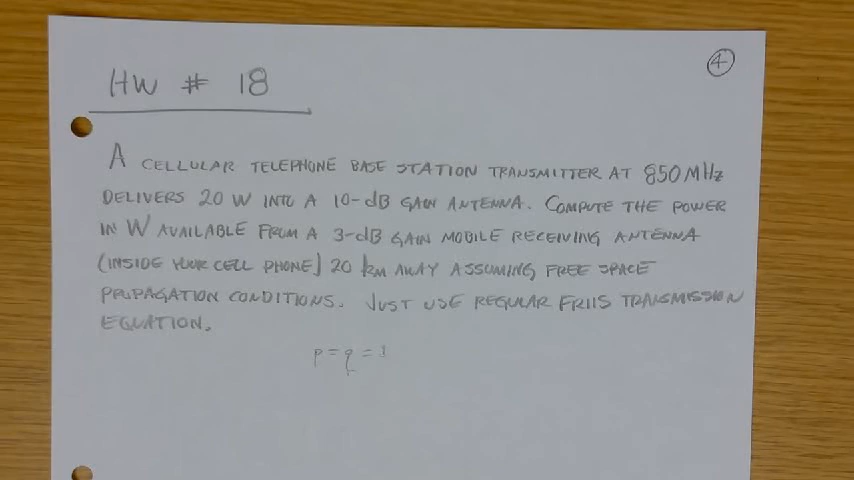 HW # 18
4
A CELLULAR TELEPHONE BASE STATION TRANSMITTER AT 850 MHz
DELIVERS 20 W INTO A 10-dB GAIN ANTENNA. COMPUTE THE POWER
IN W AVAILABLE FROM A 3-dB GAIN MOBILE RECEIVING ANTENNA
(INSIDE YOUR CELL PHONE) 20 km AWAY ASSUMING FREE SPACE
PROPAGATION CONDITIONS. JUST USE REGULAR FRIIS TRANSMISSION
EQUATION.
p = q = 1